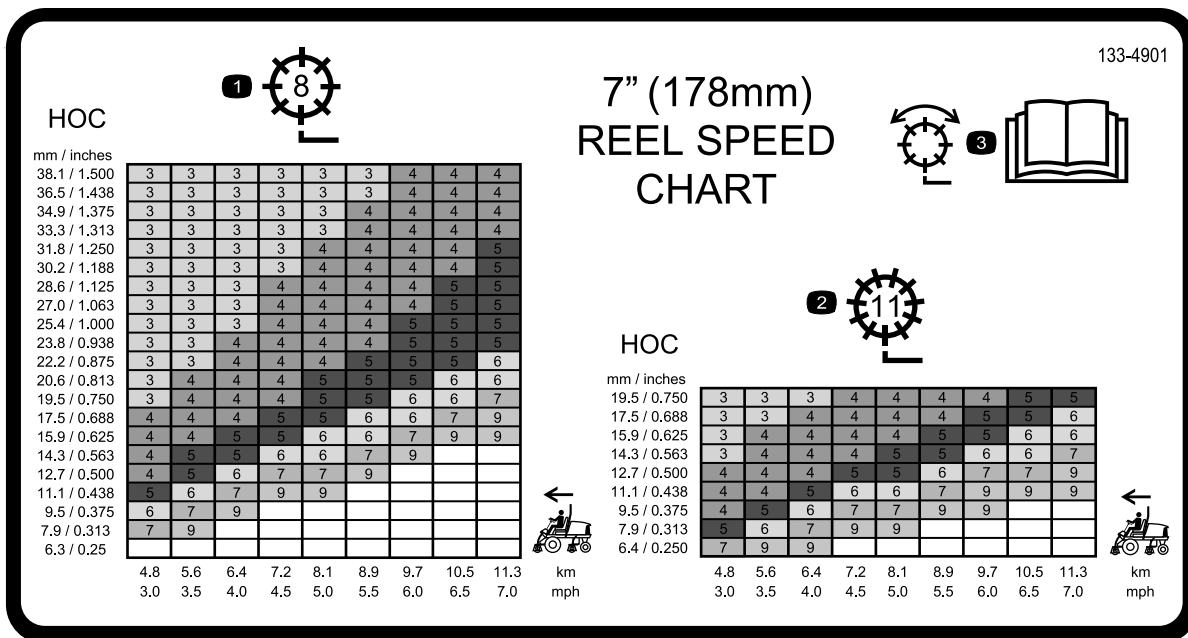 133-4901
7” (178mm)
REEL SPEED
CHART
1
8
3
HOC
mm / inches
38.1 / 1.500 3 3 3 3 3 3 4 4 4
36.5 / 1.438 3 3 3 3 3 3 4 4 4
34.9 / 1.375 3 3 3 3 3 4 4 4 4
33.3 / 1.313 3 3 3 3 3 4 4 4 4
31.8 / 1.250 3 3 3 3 4 4 4 4 5
30.2 / 1.188 3 3 3 3 4 4 4 4 5
28.6 / 1.125 3 3 3 4 4 4 4 5 5
27.0 / 1.063 3 3 3 4 4 4 4 5 5
25.4 / 1.000 3 3 3 4 4 4 5 5 5
23.8 / 0.938 3 3 4 4 4 4 5 5 5
22.2 / 0.875 3 3 4 4 4 5 5 5 6
20.6 / 0.813 3 4 4 4 5 5 5 6 6
19.5 / 0.750 3 4 4 4 5 5 6 6 7
17.5 / 0.688 4 4 4 5 5 6 6 7 9
15.9 / 0.625 4 4 5 5 6 6 7 9 9
14.3 / 0.563 4 5 5 6 6 7 9
12.7 / 0.500 4 5 6 7 7 9
11.1 / 0.438 5 6 7 9 9
9.5 / 0.375 6 7 9
7.9 / 0.313 7 9
6.3 / 0.25
4.8 5.6 6.4 7.2 8.1 8.9 9.7 10.5 11.3 km
3.0 3.5 4.0 4.5 5.0 5.5 6.0 6.5 7.0 mph
2
11
HOC
mm / inches
19.5 / 0.750 3 3 3 4 4 4 4 5 5
17.5 / 0.688 3 3 4 4 4 4 5 5 6
15.9 / 0.625 3 4 4 4 4 5 5 6 6
14.3 / 0.563 3 4 4 4 5 5 6 6 7
12.7 / 0.500 4 4 4 5 5 6 7 7 9
11.1 / 0.438 4 4 5 6 6 7 9 9 9
9.5 / 0.375 4 5 6 7 7 9 9
7.9 / 0.313 5 6 7 9 9
6.4 / 0.250 7 9 9
4.8 5.6 6.4 7.2 8.1 8.9 9.7 10.5 11.3 km
3.0 3.5 4.0 4.5 5.0 5.5 6.0 6.5 7.0 mph